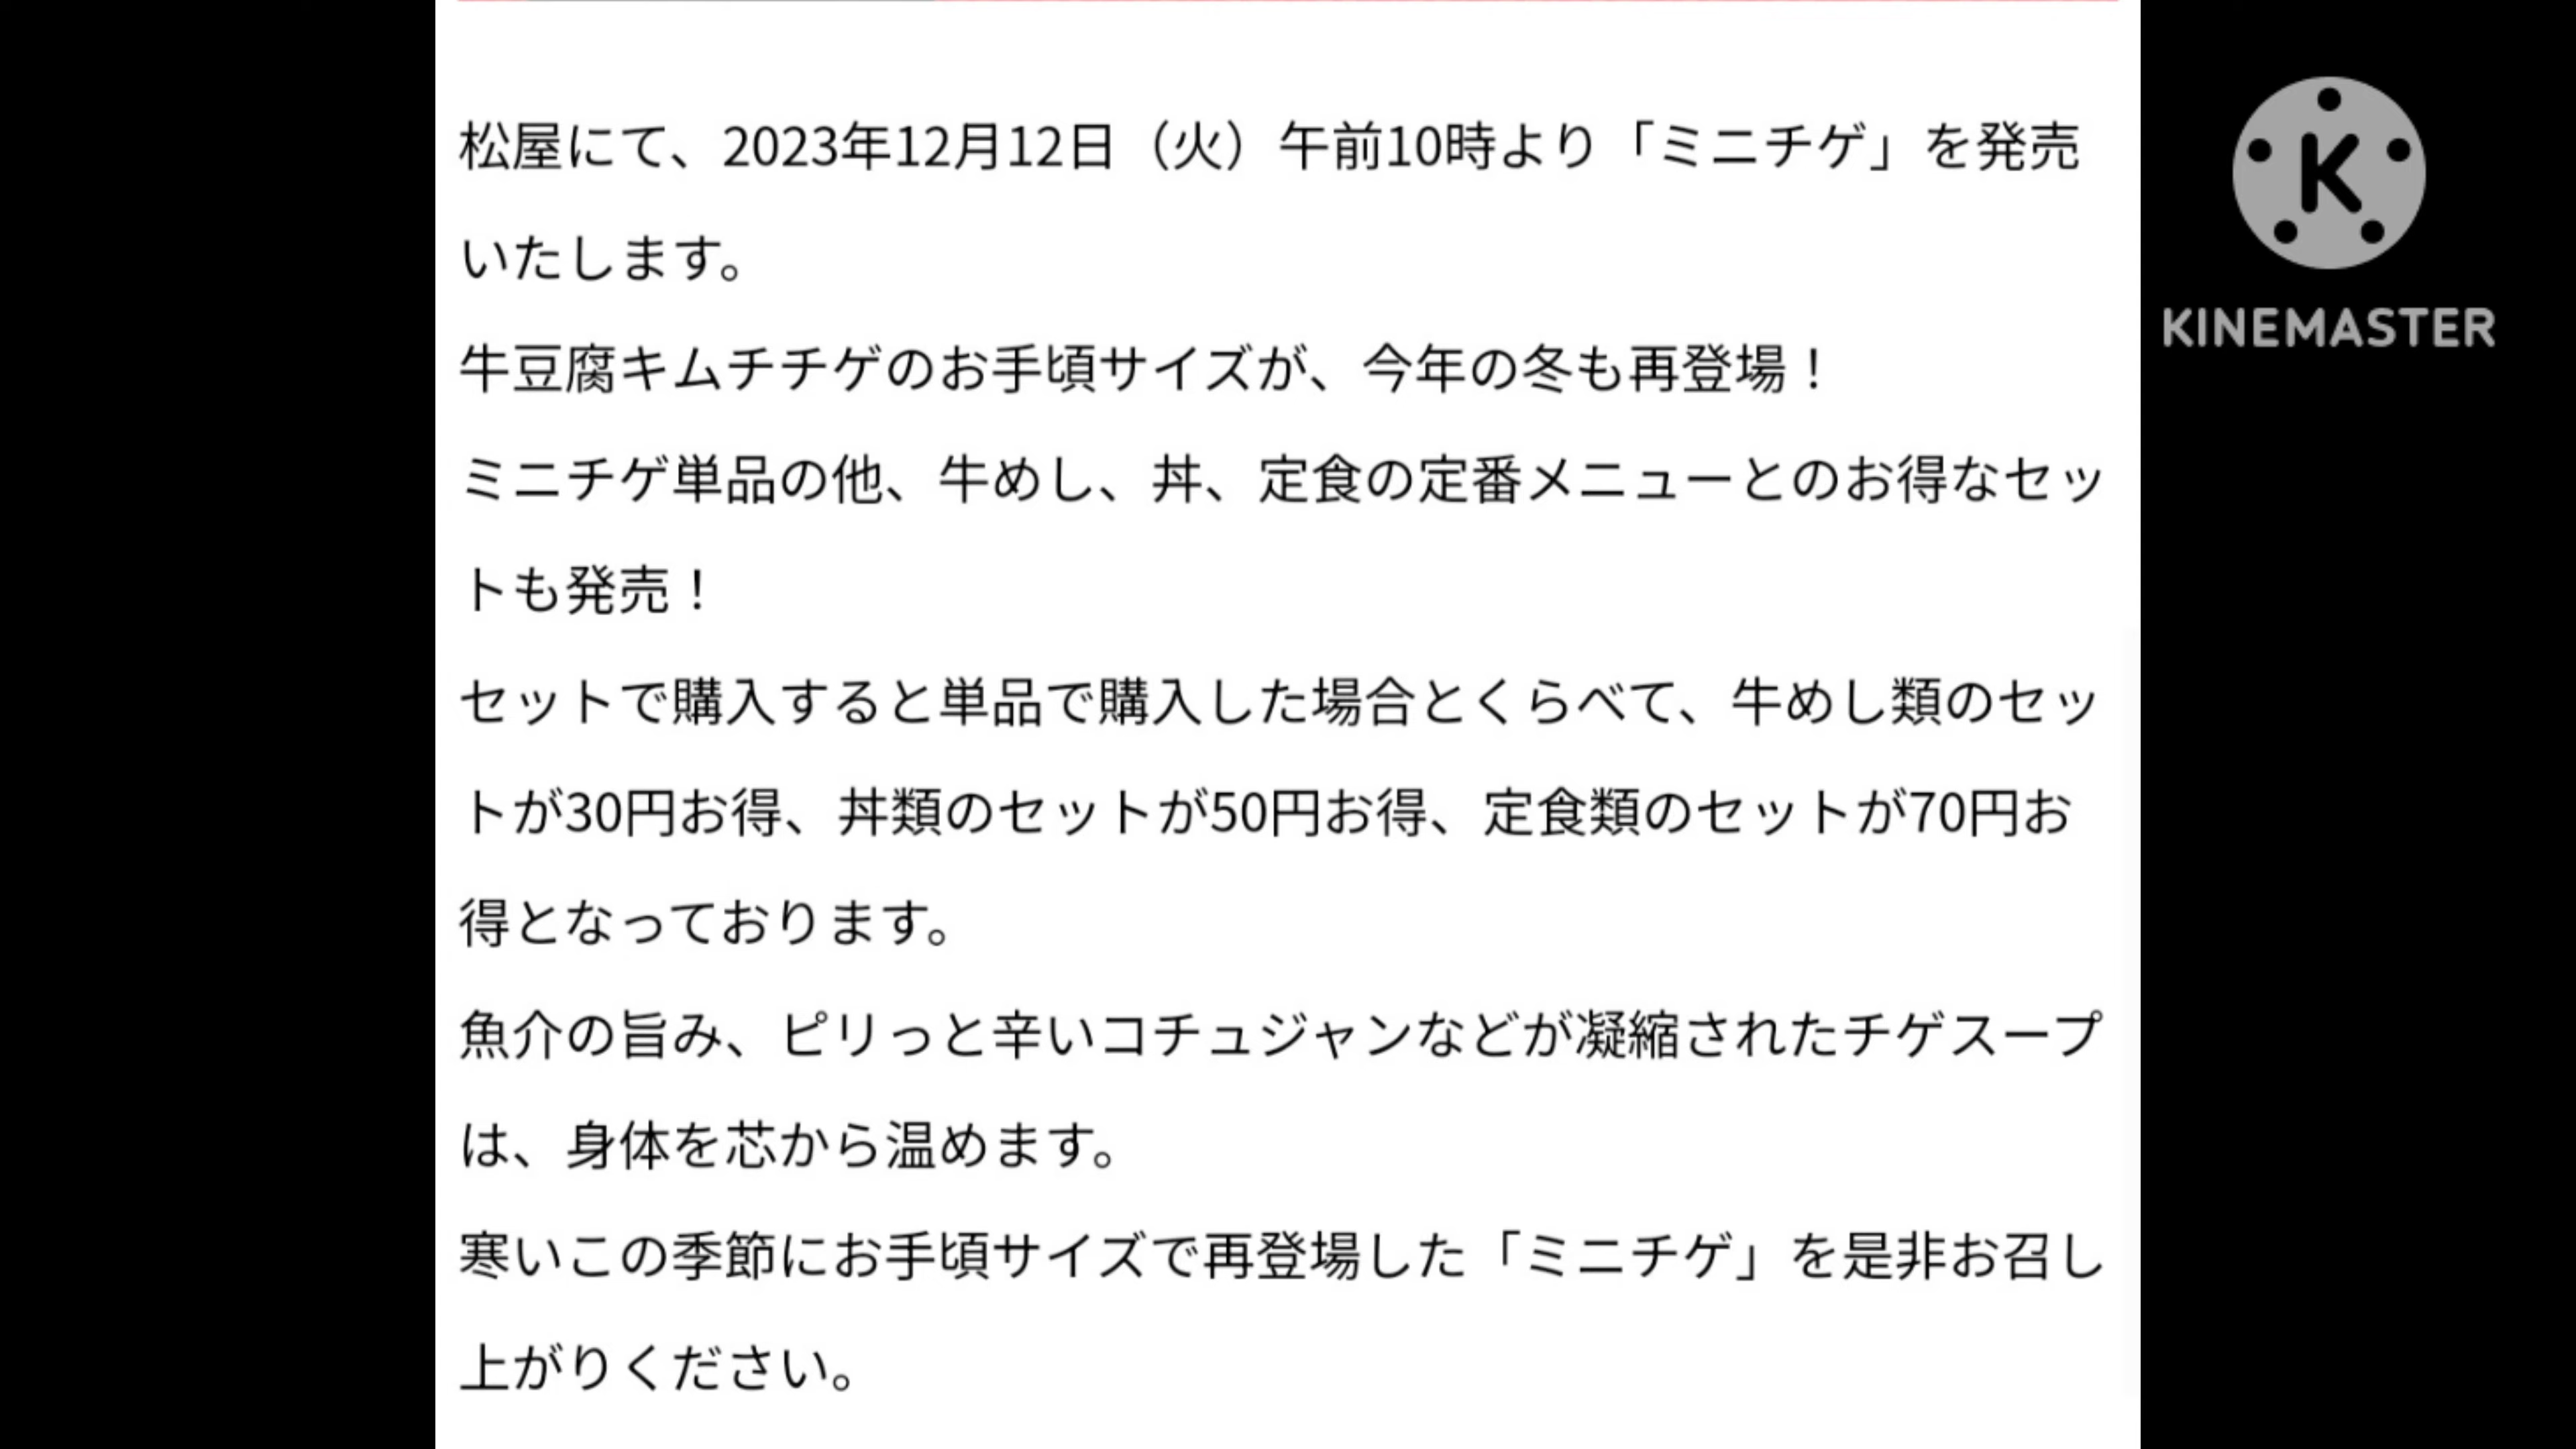 松屋にて、2023年12月12日（火）午前10時より「ミニチゲ」を発売
いたします。
牛豆腐キムチチゲのお手頃サイズが、今年の冬も再登場！
ミニチゲ単品の他、牛めし、丼、定食の定番メニューとのお得なセッ
トも発売！
セットで購入すると単品で購入した場合とくらべて、牛めし類のセッ
トが30円お得、丼類のセットが50円お得、定食類のセットが70円お
得となっております。
魚介の旨み、ピリっと辛いコチュジャンなどが凝縮されたチゲスープ
は、身体を芯から温めます。
寒いこの季節にお手頃サイズで再登場した「ミニチゲ」を是非お召し
上がりください。
K
KINEMASTER